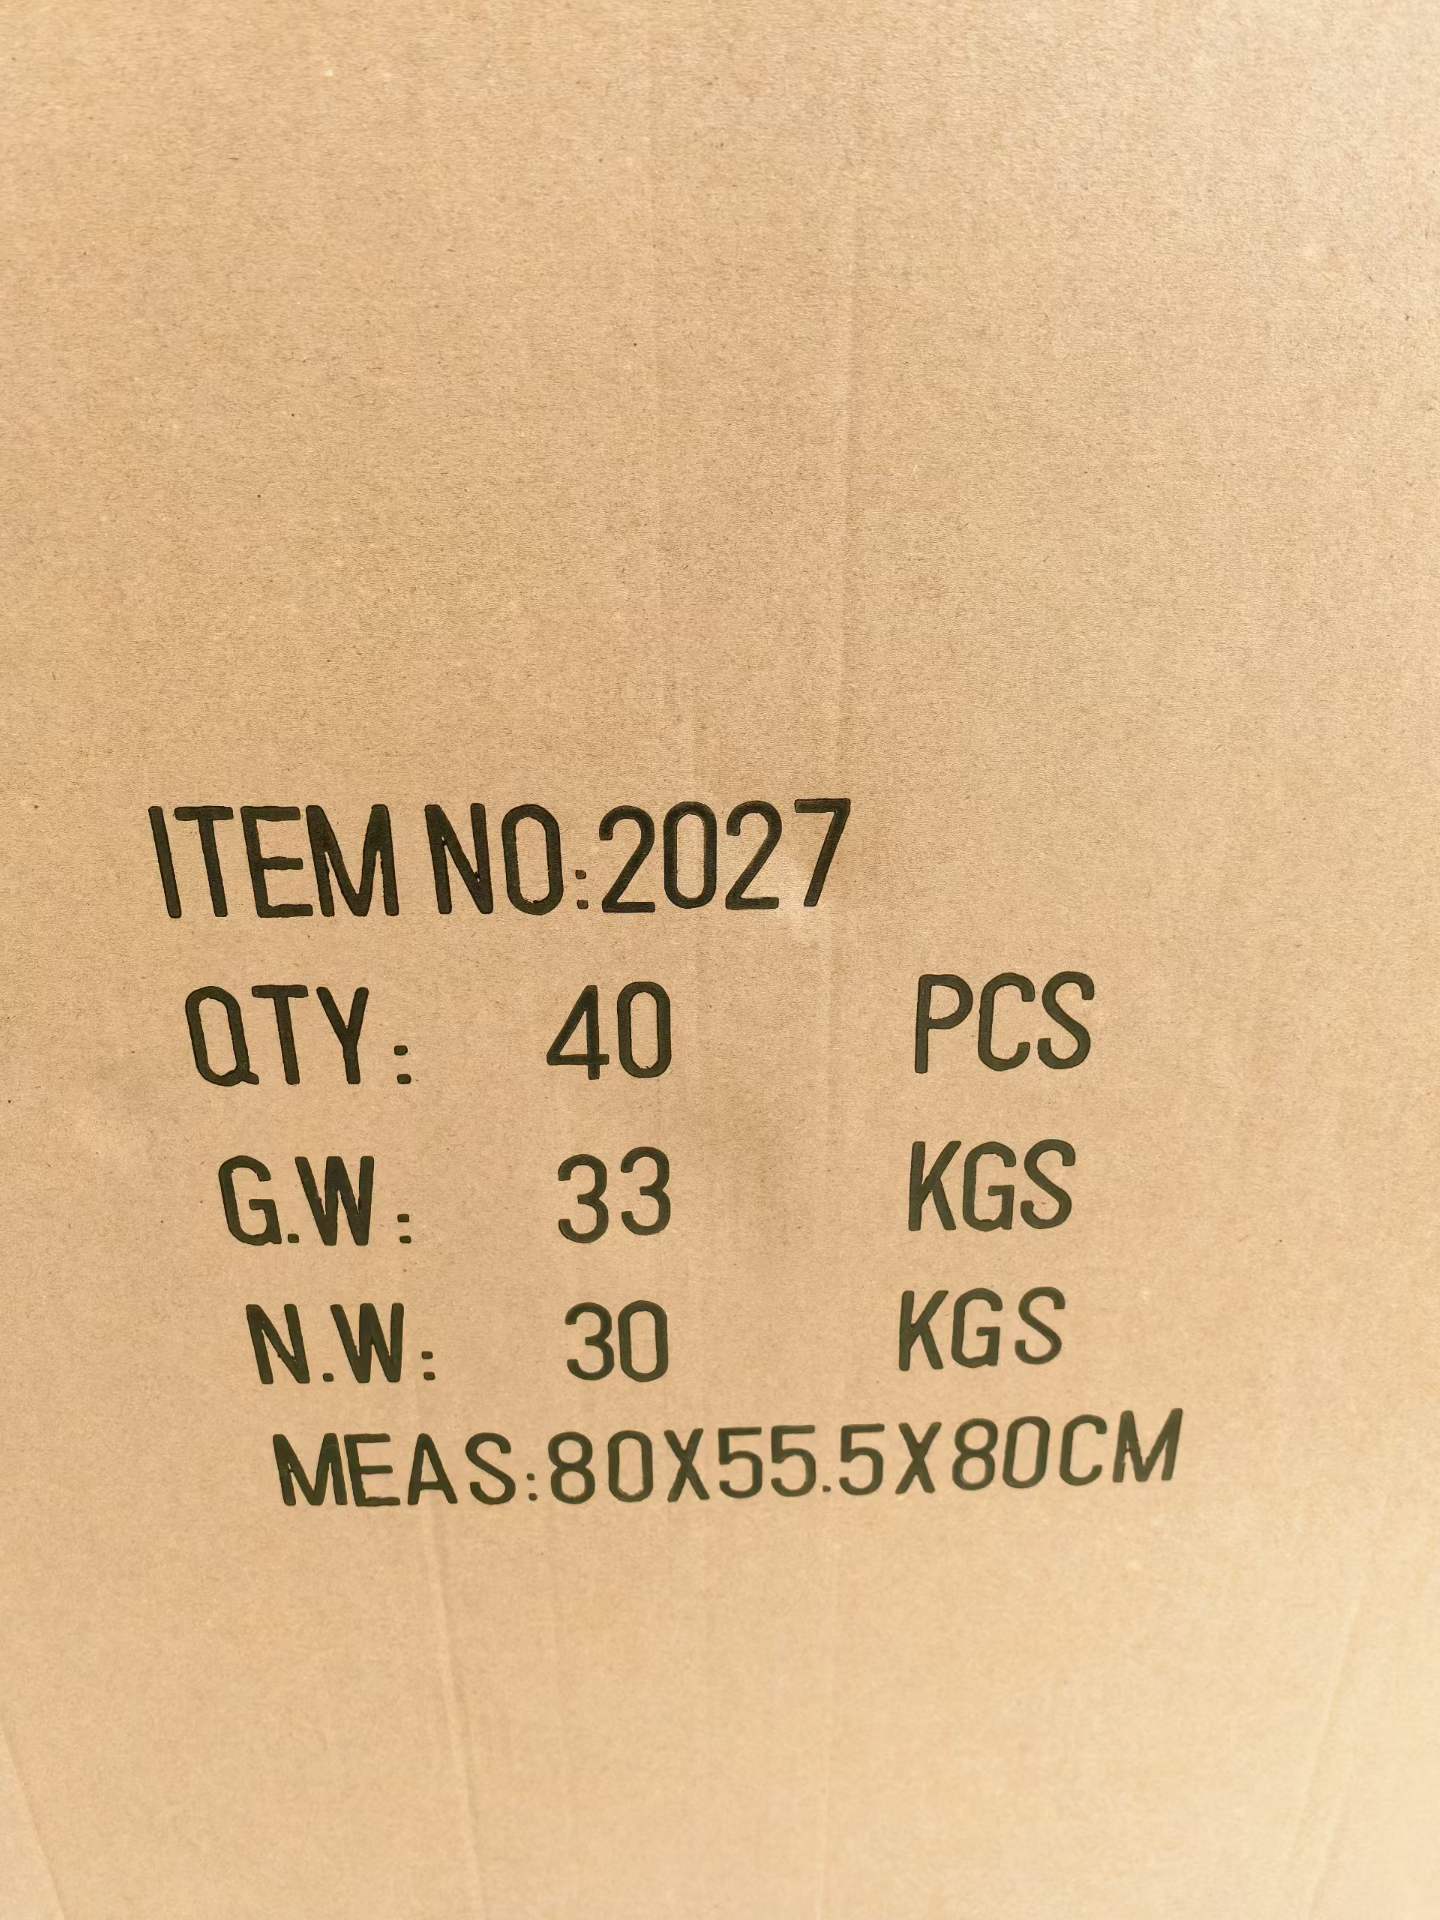 ITEM NO:2027
QTY: 40 PCS
G.W: 33 KGS
N.W: 30 KGS
MEAS:80X55.5X80CM